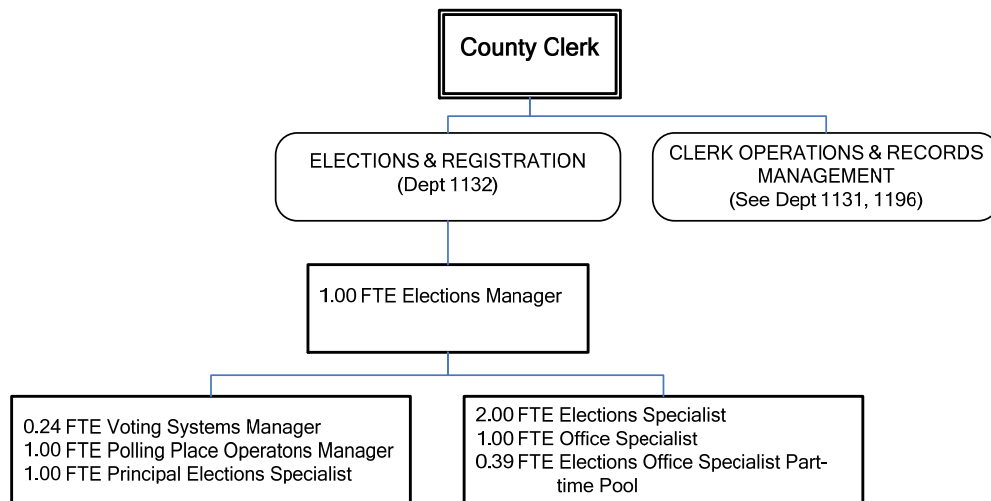 County Clerk
ELECTIONS & REGISTRATION
(Dept 1132)
CLERK OPERATIONS & RECORDS
MANAGEMENT
(See Dept 1131, 1196)
1.00 FTE Elections Manager
0.24 FTE Voting Systems Manager
1.00 FTE Polling Place Operatons Manager
1.00 FTE Principal Elections Specialist
2.00 FTE Elections Specialist
1.00 FTE Office Specialist
0.39 FTE Elections Office Specialist Part-
time Pool